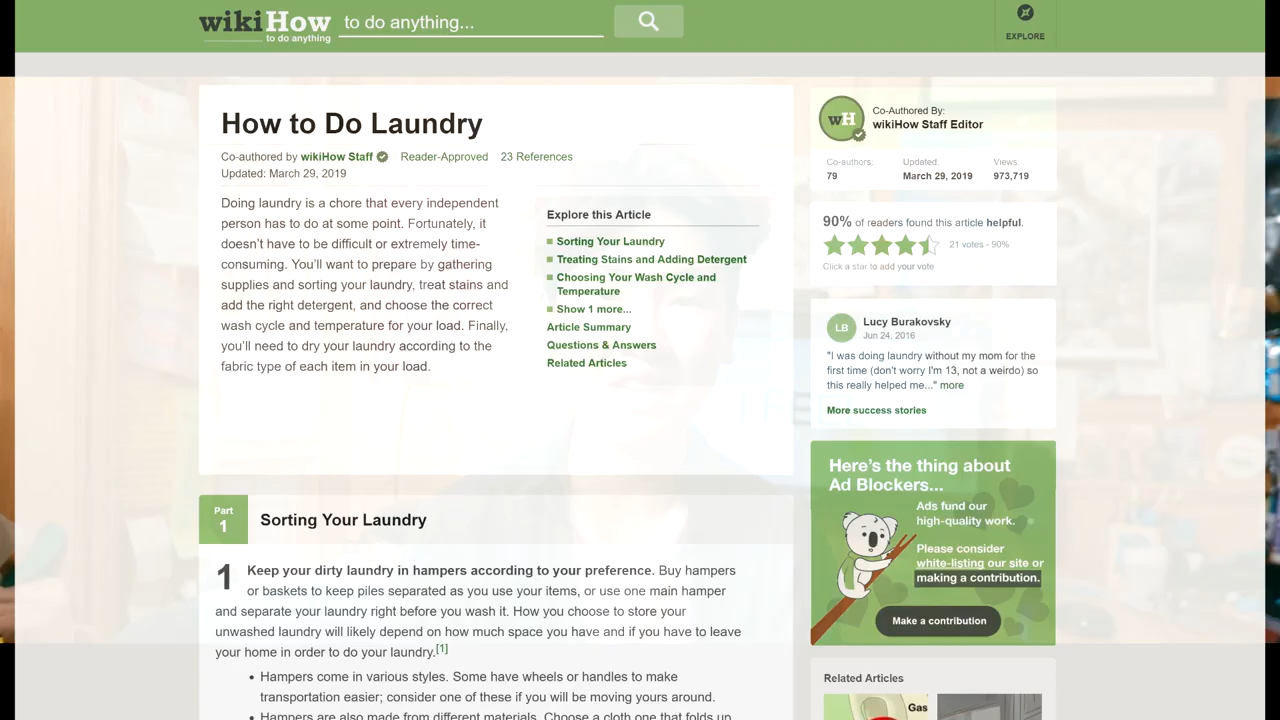 wikiHow
to do anything
to do anything...
EXPLORE
How to Do Laundry
Co-authored by wikiHow Staff Reader-Approved 23 References
Updated: March 29, 2019
Doing laundry is a chore that every independent
person has to do at some point. Fortunately, it
doesn't have to be difficult or extremely time-
consuming. You'll want to prepare by gathering
supplies and sorting your laundry, treat stains and
add the right detergent, and choose the correct
wash cycle and temperature for your load. Finally,
you'll need to dry your laundry according to the
fabric type of each item in your load.
Explore this Article
Sorting Your Laundry
Treating Stains and Adding Detergent
Choosing Your Wash Cycle and
Temperature
Show 1 more...
Article Summary
Questions & Answers
Related Articles
Part
1
Sorting Your Laundry
1 Keep your dirty laundry in hampers according to your preference. Buy hampers
or baskets to keep piles separated as you use your items, or use one main hamper
and separate your laundry right before you wash it. How you choose to store your
unwashed laundry will likely depend on how much space you have and if you have to leave
your home in order to do your laundry.[1]
• Hampers come in various styles. Some have wheels or handles to make
transportation easier; consider one of these if you will be moving yours around.
• Hampers are also made from different materials. Choose a cloth one that folds up
wH
Co-Authored By:
wikiHow Staff Editor
Co-authors: Updated: Views:
79 March 29, 2019 973,719
90% of readers found this article helpful.
21 votes - 90%
Click a star to add your vote
LB
Lucy Burakovsky
Jun 24, 2016
"I was doing laundry without my mom for the
first time (don't worry I'm 13, not a weirdo) so
this really helped me..." more
More success stories
Here's the thing about
Ad Blockers...
Ads fund our
high-quality work.
Please consider
white-listing our site or
making a contribution.
Make a contribution
Related Articles
Gas